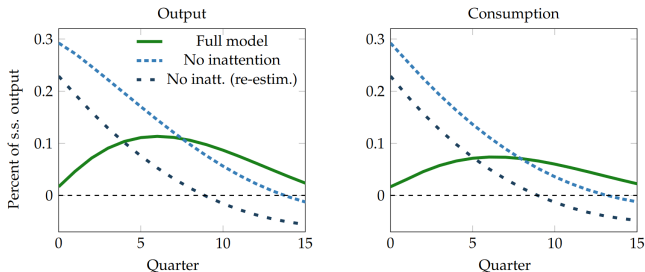 Output
Consumption
Percent of s.s. output
0.3
0.2
0.1
0
0
5
10
15
Quarter
Full model
No inattention
No inatt. (re-estim.)
0.3
0.2
0.1
0
0
5
10
15
Quarter